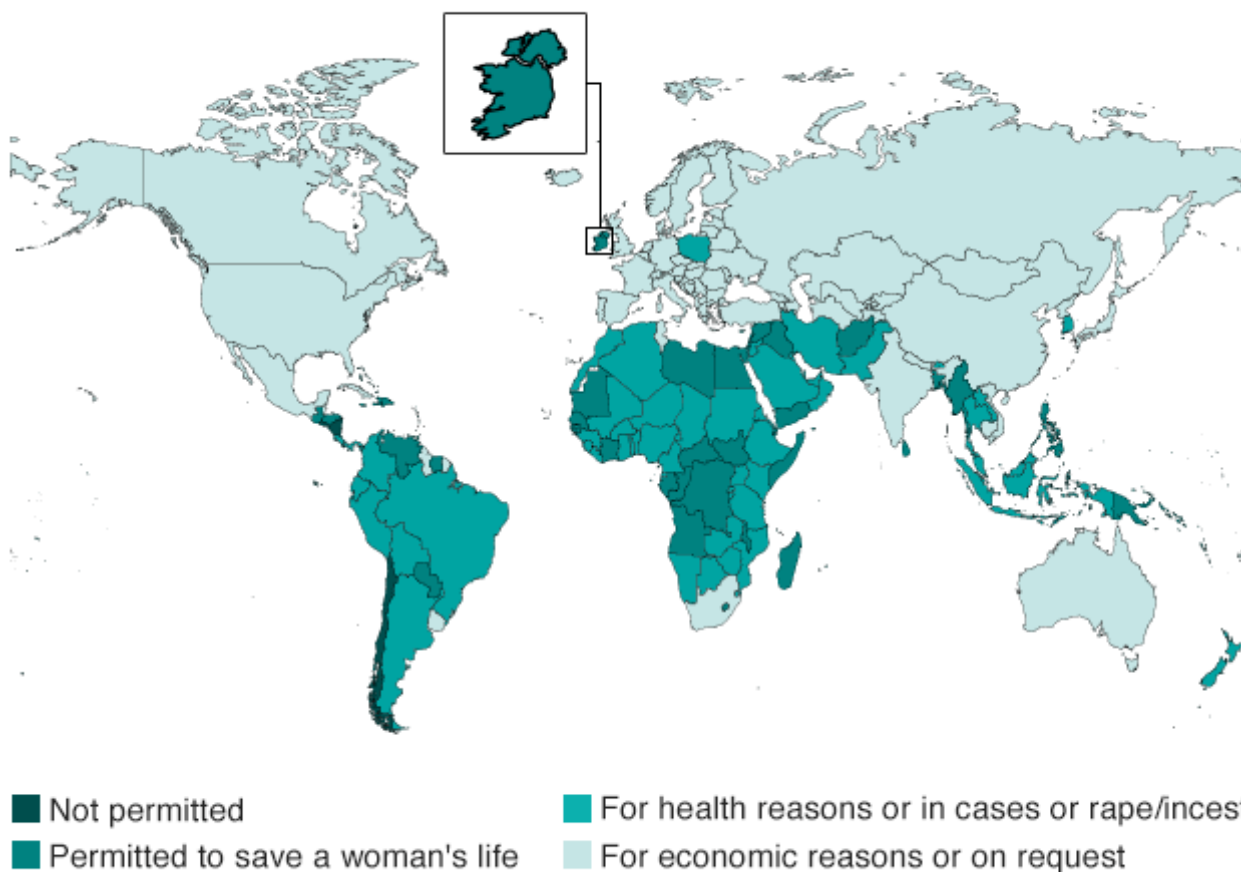 Not permitted
For health reasons or in cases or rape/inces
Permitted to save a woman's life
For economic reasons or on request